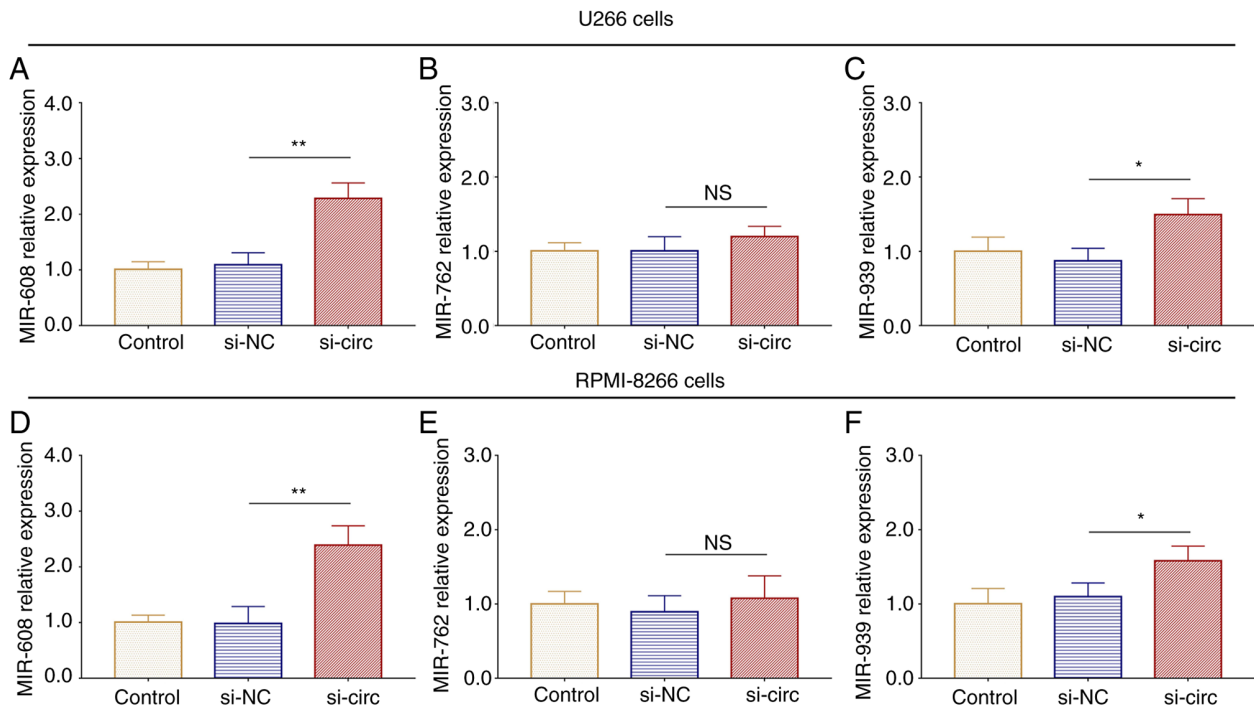 U266 cells
A
MIR-608 relative expression
4.0
3.0
2.0
1.0
0.0
**
Control
si-NC
si-circ
B
MIR-762 relative expression
3.0
2.0
1.0
0.0
NS
Control
si-NC
si-circ
C
MIR-939 relative expression
3.0
2.0
1.0
0.0
*
Control
si-NC
si-circ
RPMI-8266 cells
D
MIR-608 relative expression
4.0
3.0
2.0
1.0
0.0
**
Control
si-NC
si-circ
E
MIR-762 relative expression
3.0
2.0
1.0
0.0
NS
Control
si-NC
si-circ
F
MIR-939 relative expression
3.0
2.0
1.0
0.0
*
Control
si-NC
si-circ